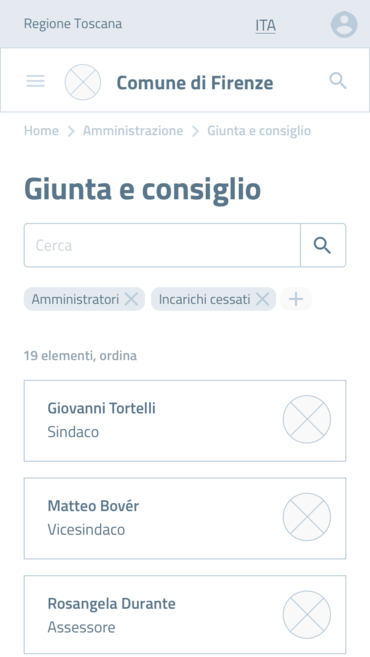 Regione Toscana ITA
Comune di Firenze
Home Amministrazione Giunta e consiglio
Giunta e consiglio
Cerca
Amministratori Incarichi cessati
19 elementi, ordina
Giovanni Tortelli
Sindaco
Matteo Bovér
Vicesindaco
Rosangela Durante
Assessore